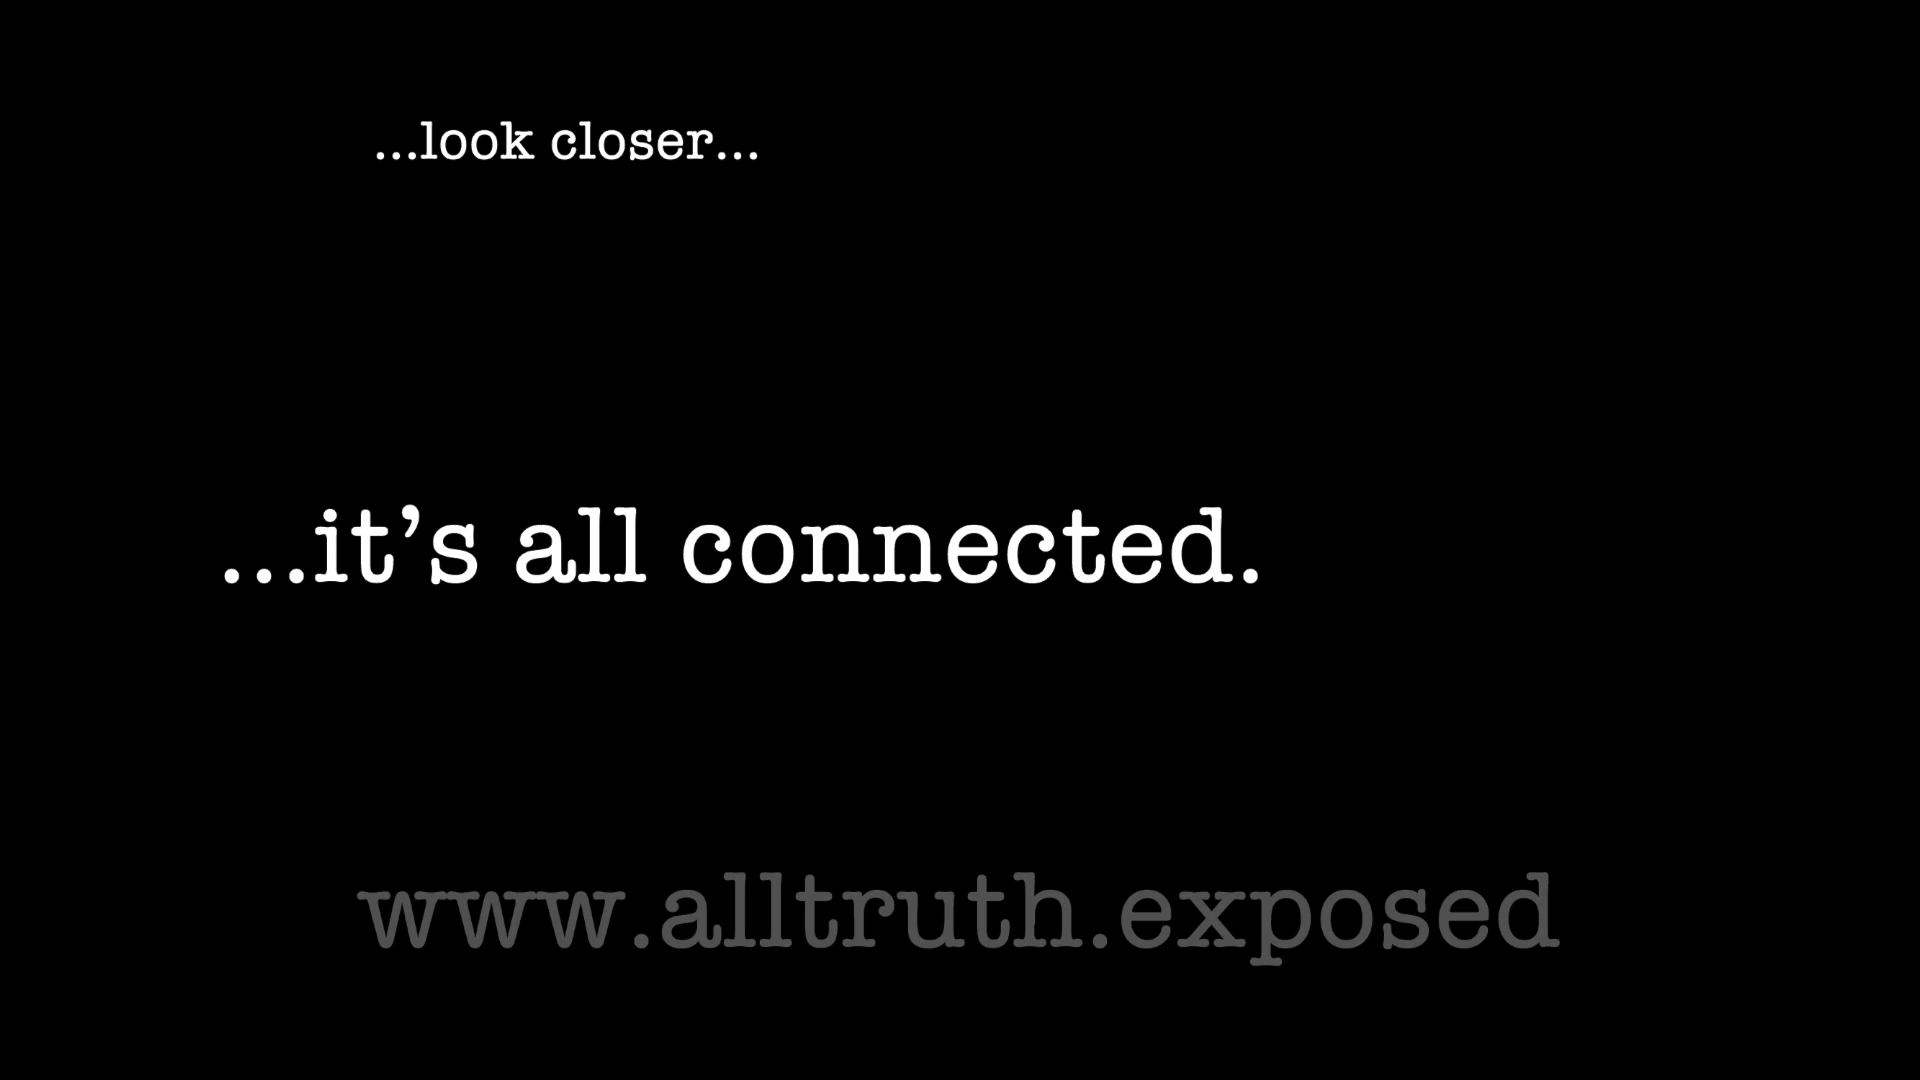 ...look closer...
...it’s all connected.
www.alltruth.exposed